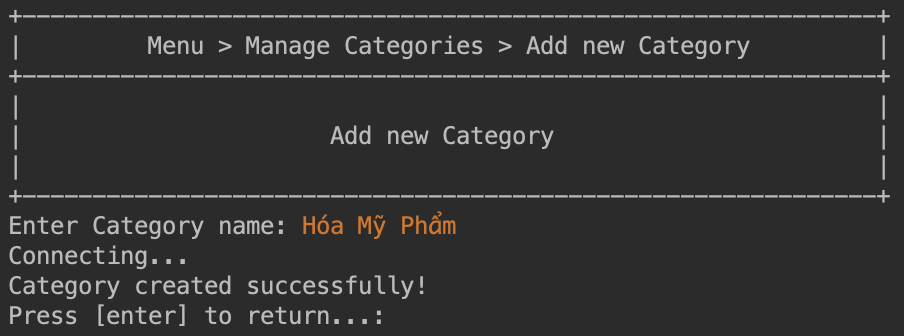 Menu > Manage Categories > Add new Category
Add new Category
Enter Category name: Hóa Mỹ Phẩm
Connecting...
Category created successfully!
Press [enter] to return...: